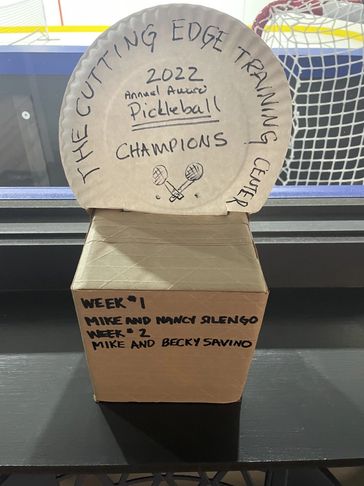 THE CUTTING EDGE TRAINING CENTER
2022
Annual Award
Pickleball
CHAMPIONS
WEEK #1
MIKE AND NANCY SILENGO
WEEK # 2
MIKE AND BECKY SAVINO